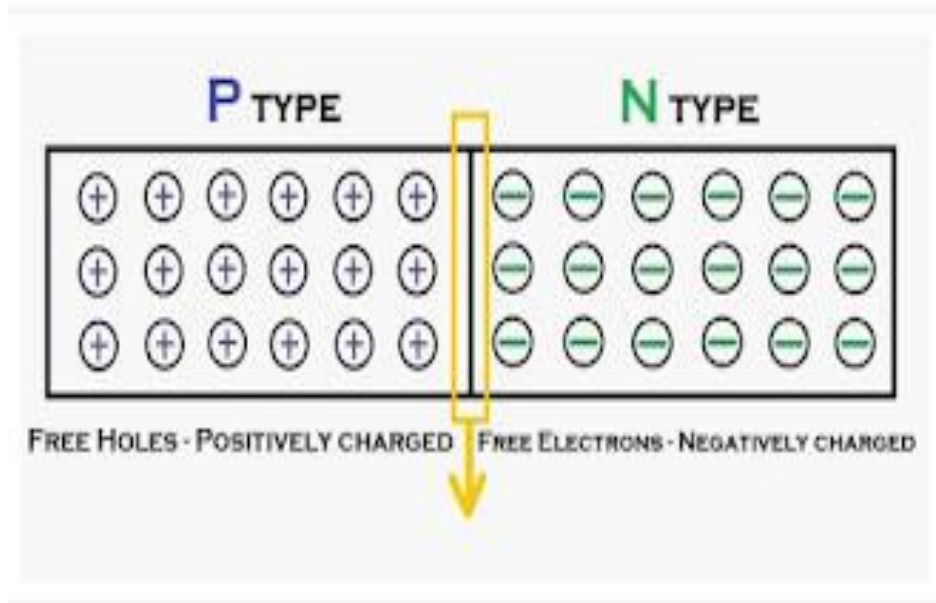 P TYPE
N TYPE
FREE HOLES - POSITIVELY CHARGED
FREE ELECTRONS - NEGATIVELY CHARGED